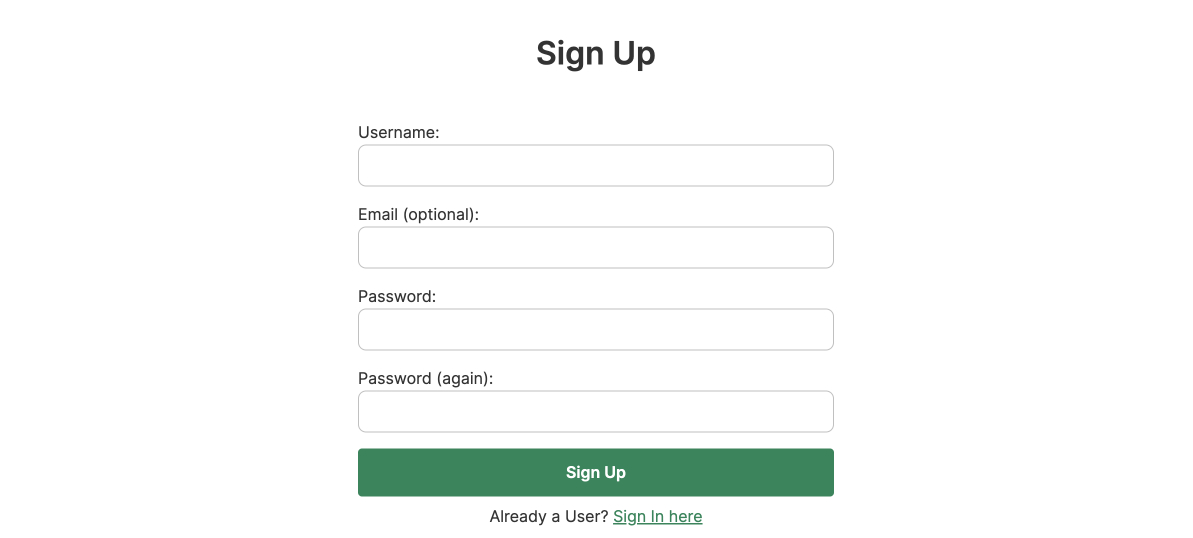 Sign Up
Username:
Email (optional):
Password:
Password (again):
Sign Up
Already a User? Sign In here